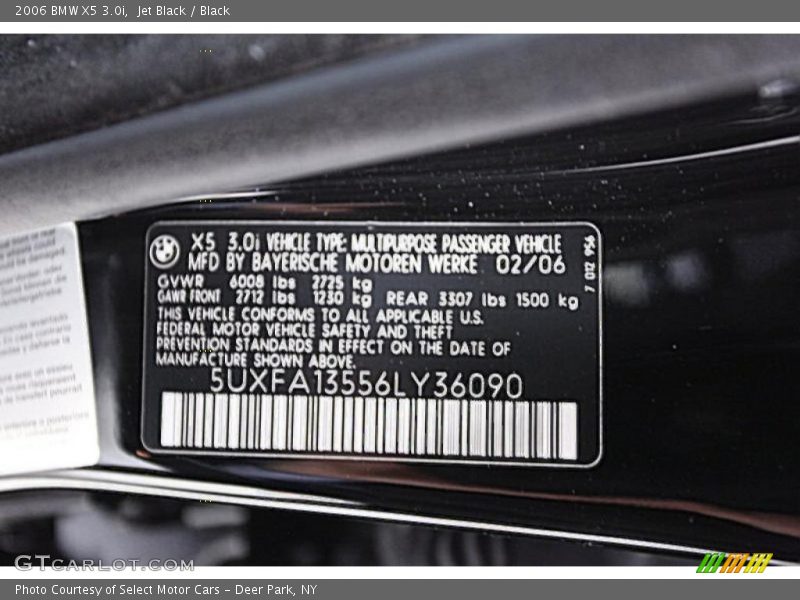 2006 BMW X5 3.0i, Jet Black / Black
X5 3.0i VEHICLE TYPE: MULTIPURPOSE PASSENGER VEHICLE
MFD BY BAYERISCHE MOTOREN WERKE 02/06
GVWR 6008 lbs 2725 kg
GAWR FRONT 2712 lbs 1230 kg REAR 3307 lbs 1500 kg
THIS VEHICLE CONFORMS TO ALL APPLICABLE U.S.
FEDERAL MOTOR VEHICLE SAFETY AND THEFT
PREVENTION STANDARDS IN EFFECT ON THE DATE OF
MANUFACTURE SHOWN ABOVE.
5UXFA13556LY36090
7 012 956
GTCARLOT.COM
Photo Courtesy of Select Motor Cars – Deer Park, NY